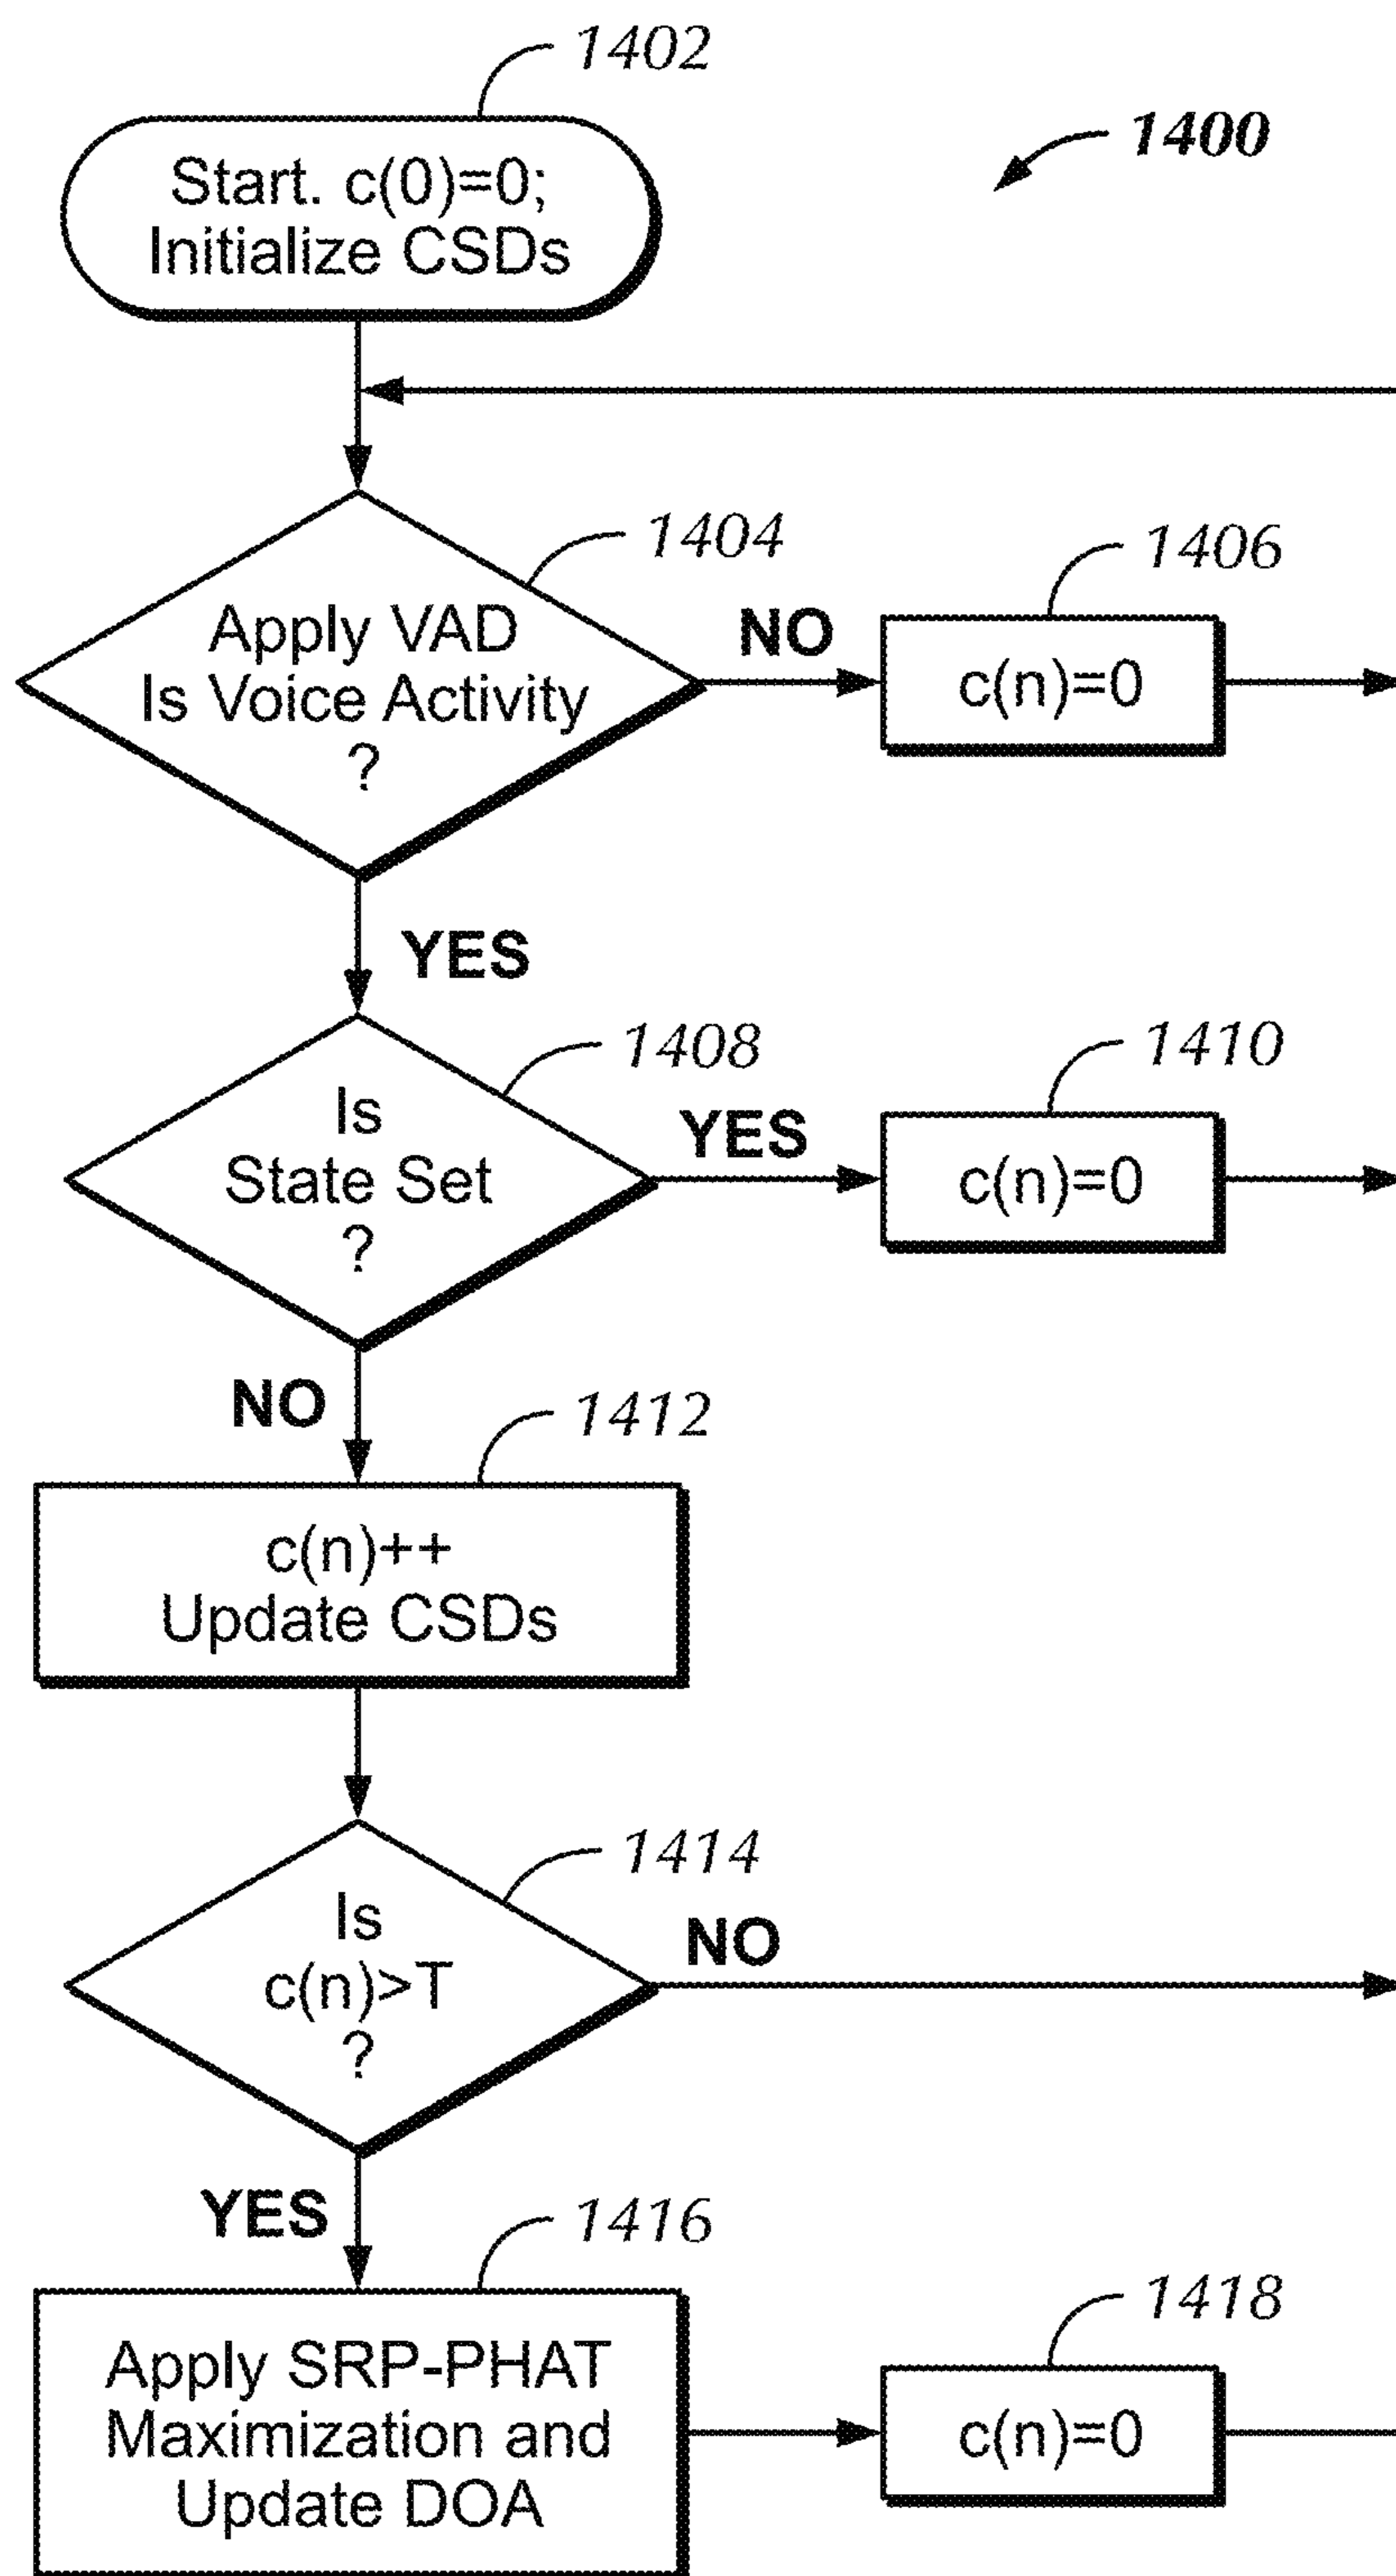 1402
1400
Start. c(0)=0;
Initialize CSDs
1404
1406
Apply VAD
Is Voice Activity
?
NO
c(n)=0
YES
1408
1410
Is
State Set
?
YES
c(n)=0
NO
1412
c(n)++
Update CSDs
1414
Is
c(n)>T
?
NO
YES
1416
1418
Apply SRP-PHAT
Maximization and
Update DOA
c(n)=0